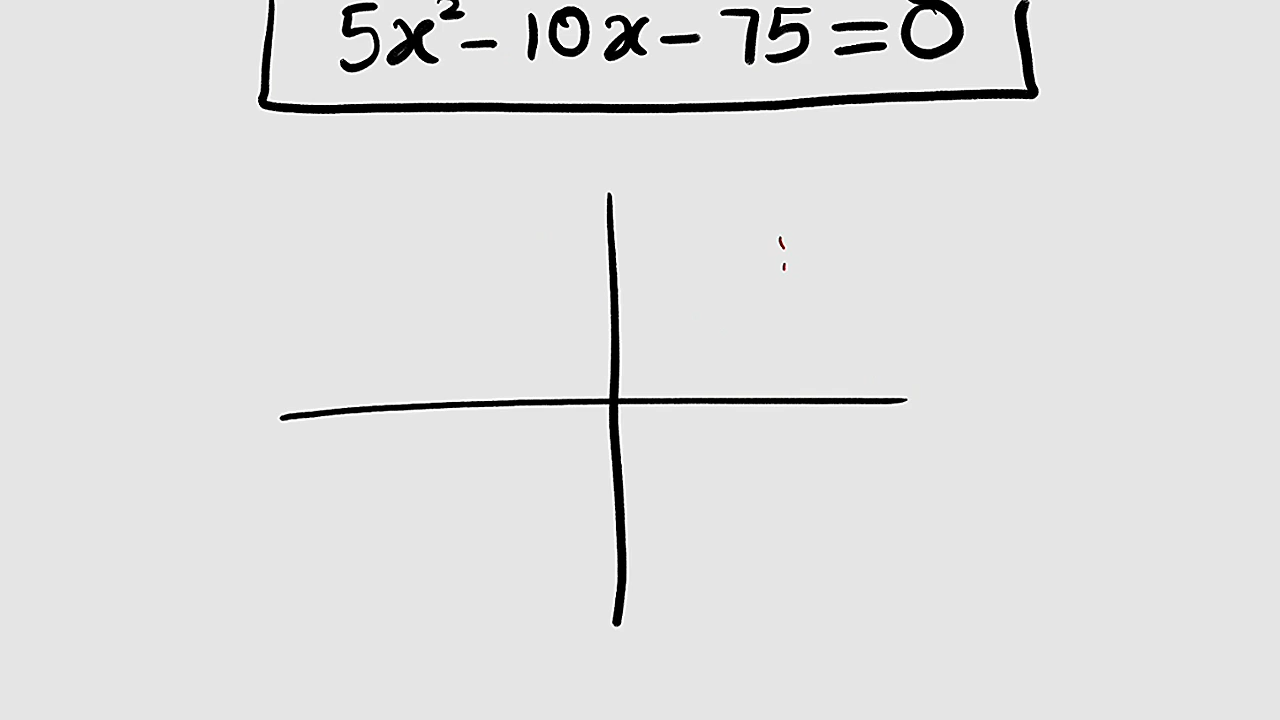 5x² - 10x - 75 = 0